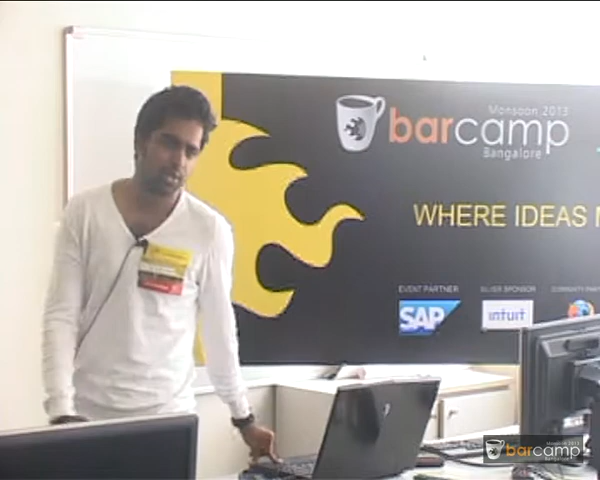 Monsoon 2013
barcamp
Bangalore
WHERE IDEAS
EVENT PARTNER
SILVER SPONSOR
SAP
intuit
barcamp